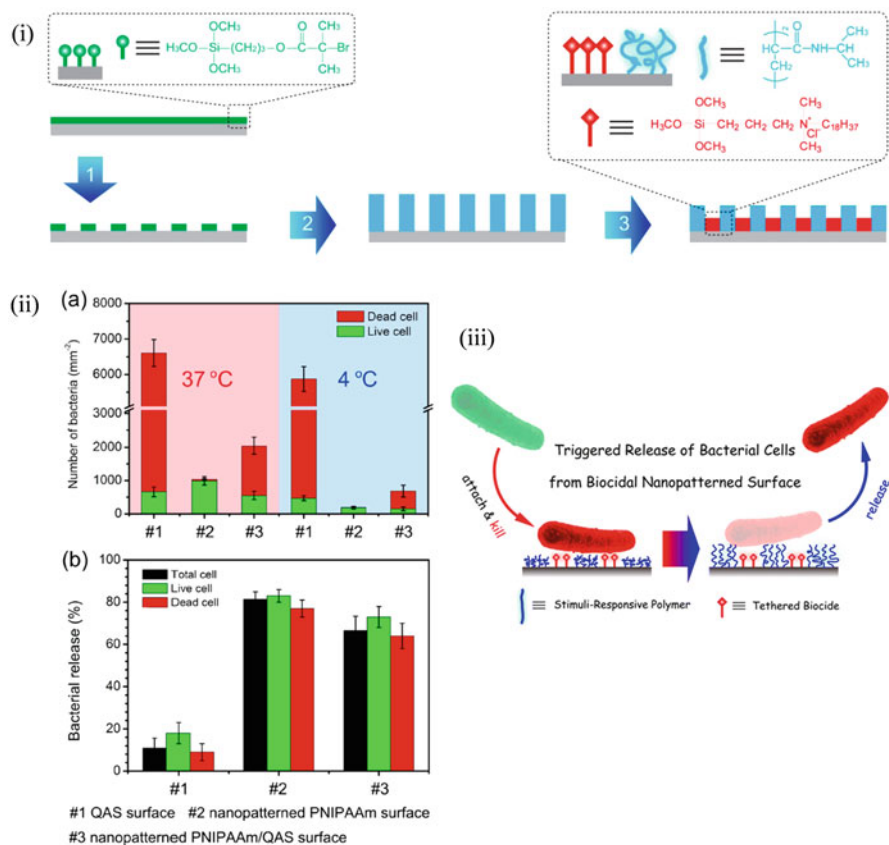 (i)
H₃CO—Si—(CH₂)₃—O—C—C—Br
OCH₃
OCH₃
O
CH₃
CH₃
1
2
3
C—NH—CH
CH₂
O
CH₃
CH₃
OCH₃
CH₃
H₃CO—Si—CH₂ CH₂ CH₂ N⁺ C₁₈H₃₇
Cl⁻
OCH₃
CH₃
(ii)
(a)
Number of bacteria (mm⁻²)
8000
7000
6000
3000
2000
1000
0
37 °C
4 °C
Dead cell
Live cell
#1 #2 #3 #1 #2 #3
(b)
Bacterial release (%)
100
80
60
40
20
0
Total cell
Live cell
Dead cell
#1 #2 #3
#1 QAS surface #2 nanopatterned PNIPAAm surface
#3 nanopatterned PNIPAAm/QAS surface
(iii)
Triggered Release of Bacterial Cells
from Biocidal Nanopatterned Surface
attach & kill
release
Stimuli-Responsive Polymer
Tethered Biocide